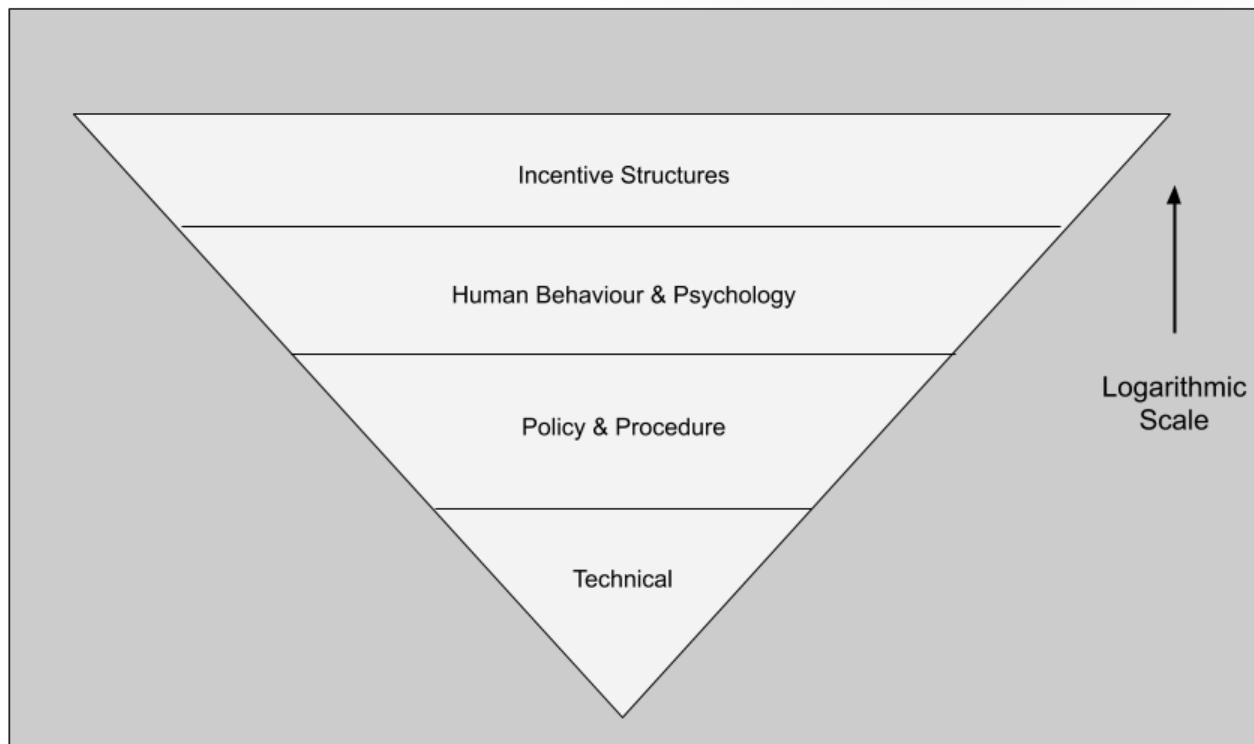 Incentive Structures
Human Behaviour & Psychology
Policy & Procedure
Technical
Logarithmic
Scale